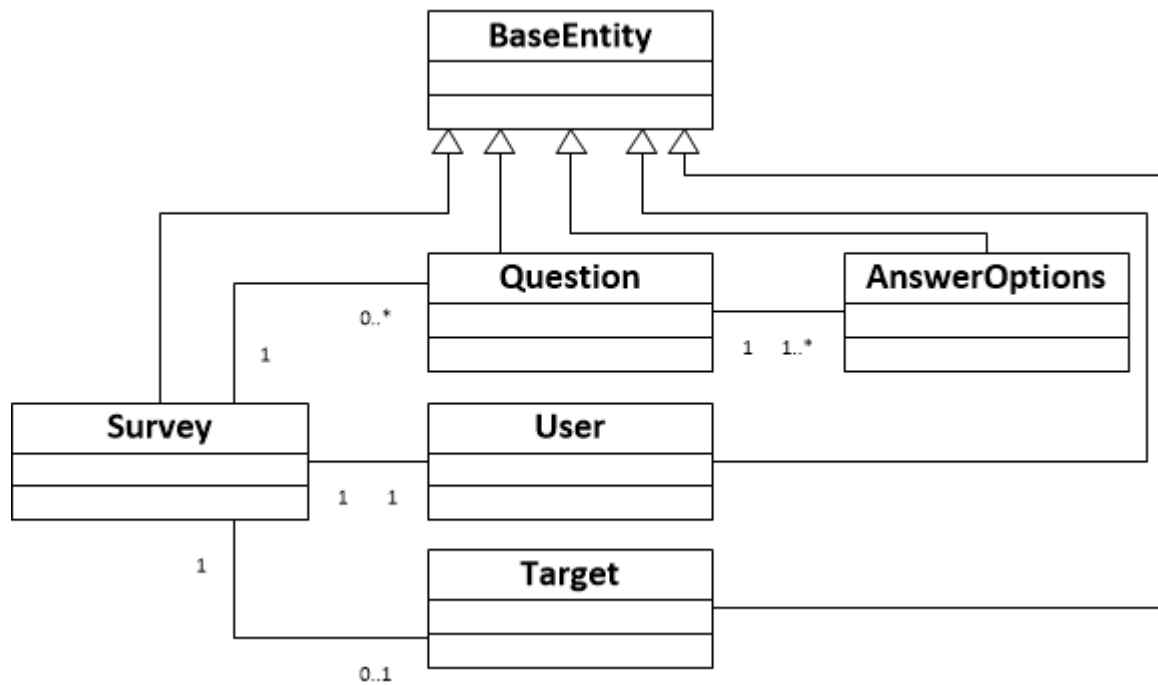 BaseEntity
Question
AnswerOptions
0..*
1
1..*
1
Survey
User
1
1
1
Target
0..1